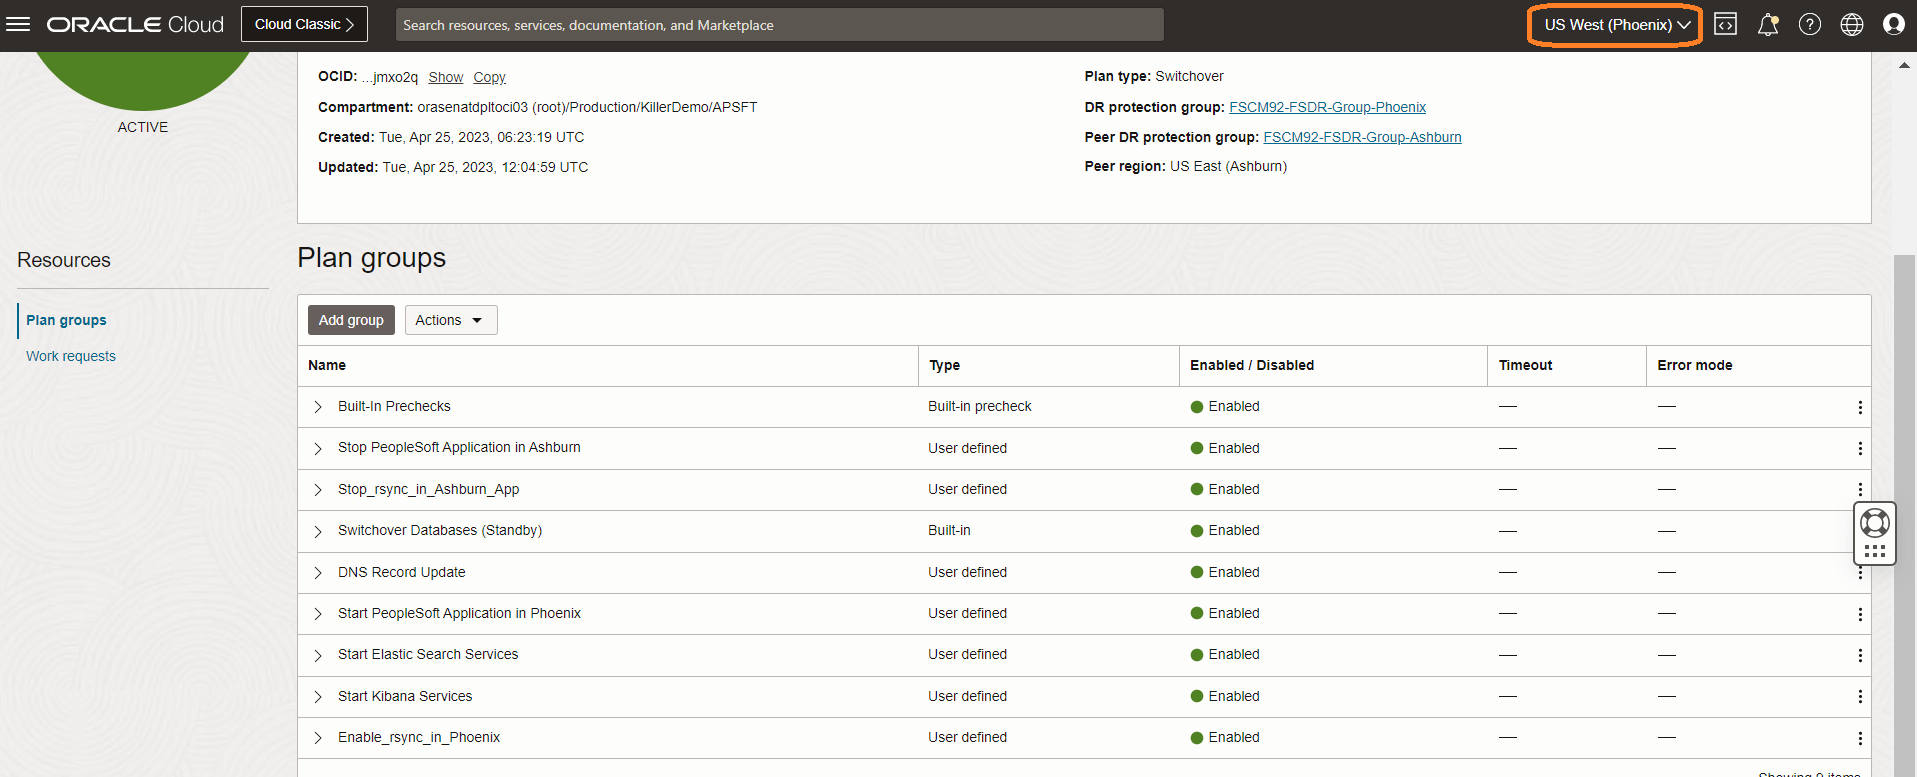 ORACLE Cloud
Cloud Classic
Search resources, services, documentation, and Marketplace
US West (Phoenix)
ACTIVE
OCID: ...jmxo2q Show Copy
Compartment: orasenatdpltoci03 (root)/Production/KillerDemo/APSFT
Created: Tue, Apr 25, 2023, 06:23:19 UTC
Updated: Tue, Apr 25, 2023, 12:04:59 UTC
Plan type: Switchover
DR protection group: FSCM92-FSDR-Group-Phoenix
Peer DR protection group: FSCM92-FSDR-Group-Ashburn
Peer region: US East (Ashburn)
Resources
Plan groups
Work requests
Plan groups
Add group Actions
Name Type Enabled / Disabled Timeout Error mode
Built-In Prechecks Built-in precheck Enabled — —
Stop PeopleSoft Application in Ashburn User defined Enabled — —
Stop_rsync_in_Ashburn_App User defined Enabled — —
Switchover Databases (Standby) Built-in Enabled — —
DNS Record Update User defined Enabled — —
Start PeopleSoft Application in Phoenix User defined Enabled — —
Start Elastic Search Services User defined Enabled — —
Start Kibana Services User defined Enabled — —
Enable_rsync_in_Phoenix User defined Enabled — —
Showing 9 items